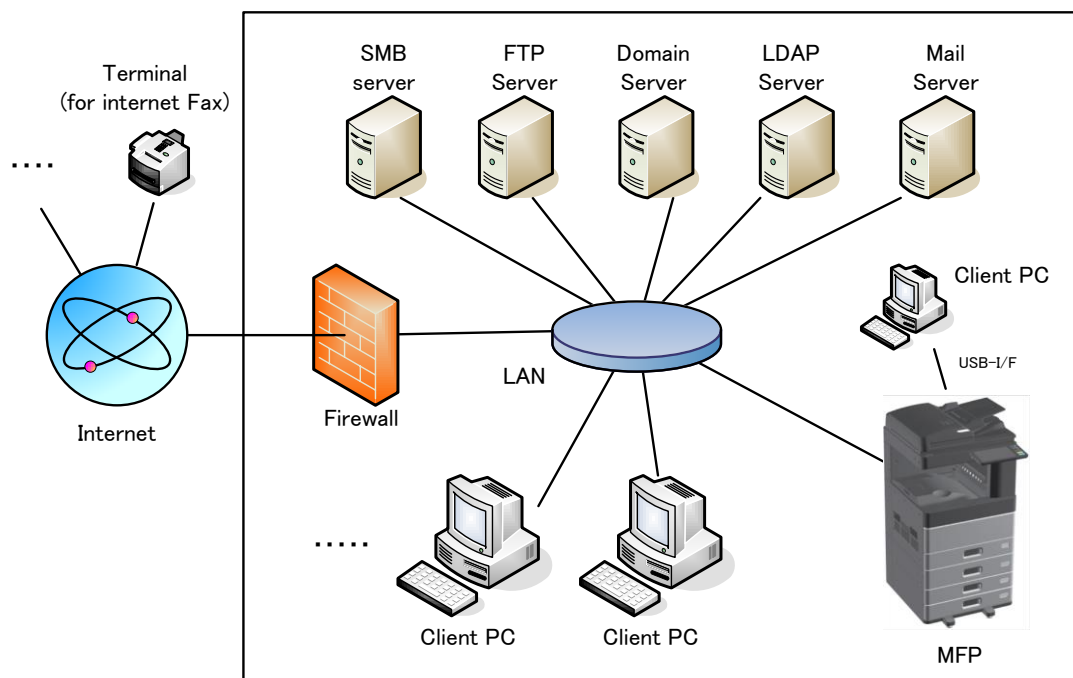 SMB
server
FTP
Server
Domain
Server
LDAP
Server
Mail
Server
Terminal
(for internet Fax)
....
Client PC
USB-I/F
LAN
Firewall
Internet
.....
Client PC
Client PC
MFP